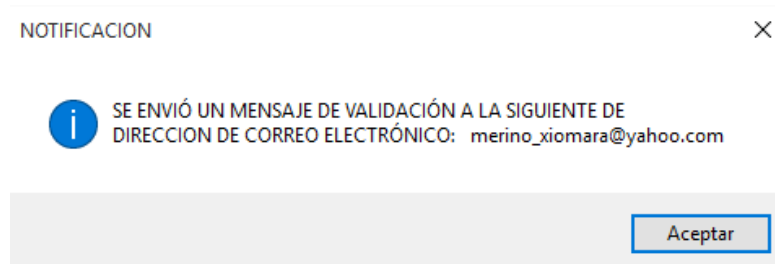 NOTIFICACION
SE ENVIÓ UN MENSAJE DE VALIDACIÓN A LA SIGUIENTE DE
DIRECCION DE CORREO ELECTRÓNICO: merino_xiomara@yahoo.com
Aceptar